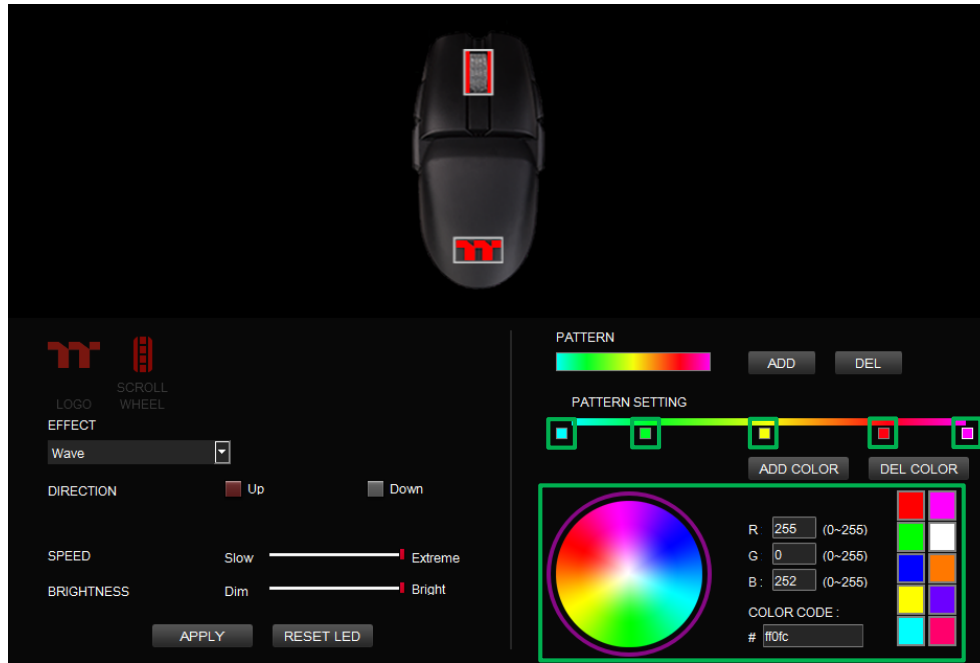 PATTERN
ADD DEL
PATTERN SETTING
ADD COLOR DEL COLOR
LOGO SCROLL WHEEL
EFFECT
Wave
DIRECTION Up Down
SPEED Slow Extreme
BRIGHTNESS Dim Bright
APPLY RESET LED
R : 255 (0~255)
G : 0 (0~255)
B : 252 (0~255)
COLOR CODE :
# ff0fc